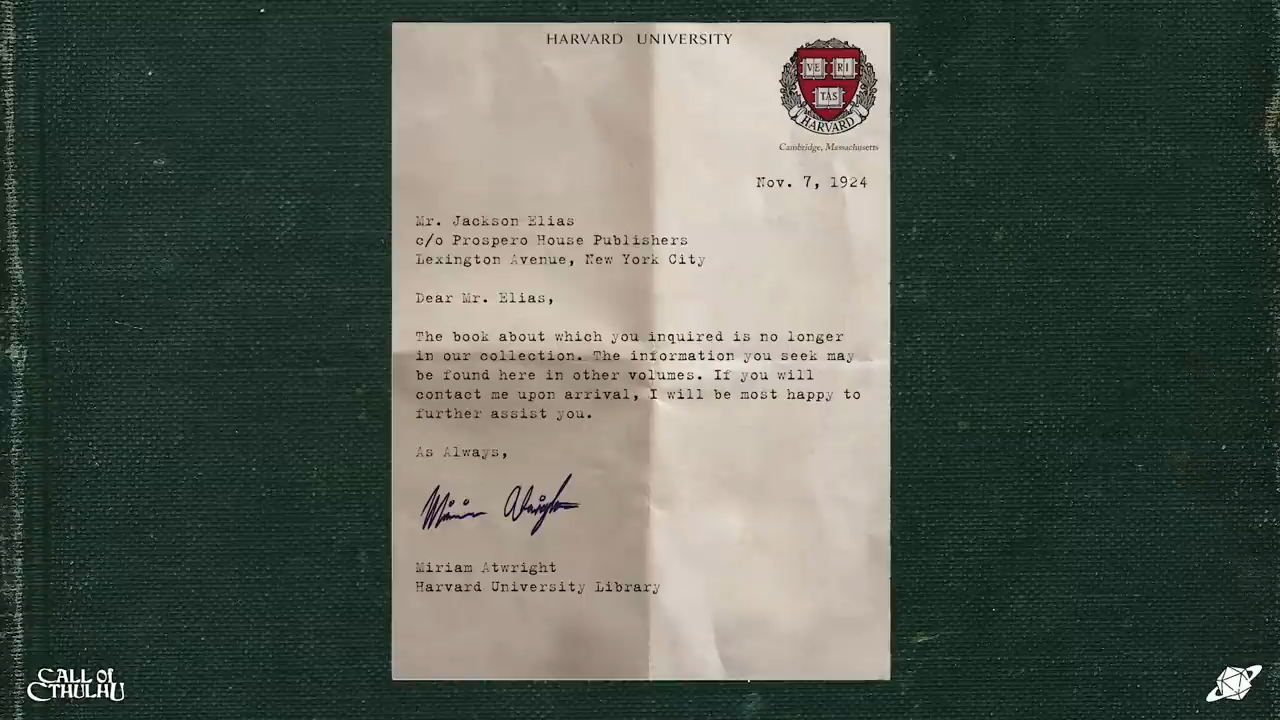 HARVARD UNIVERSITY
VE RI
TAS
HARVARD
Cambridge, Massachusetts
Nov. 7, 1924
Mr. Jackson Elias
c/o Prospero House Publishers
Lexington Avenue, New York City
Dear Mr. Elias,
The book about which you inquired is no longer
in our collection. The information you seek may
be found here in other volumes. If you will
contact me upon arrival, I will be most happy to
further assist you.
As Always,
Miriam Atwright
Miriam Atwright
Harvard University Library
CALL of
CTHULHU